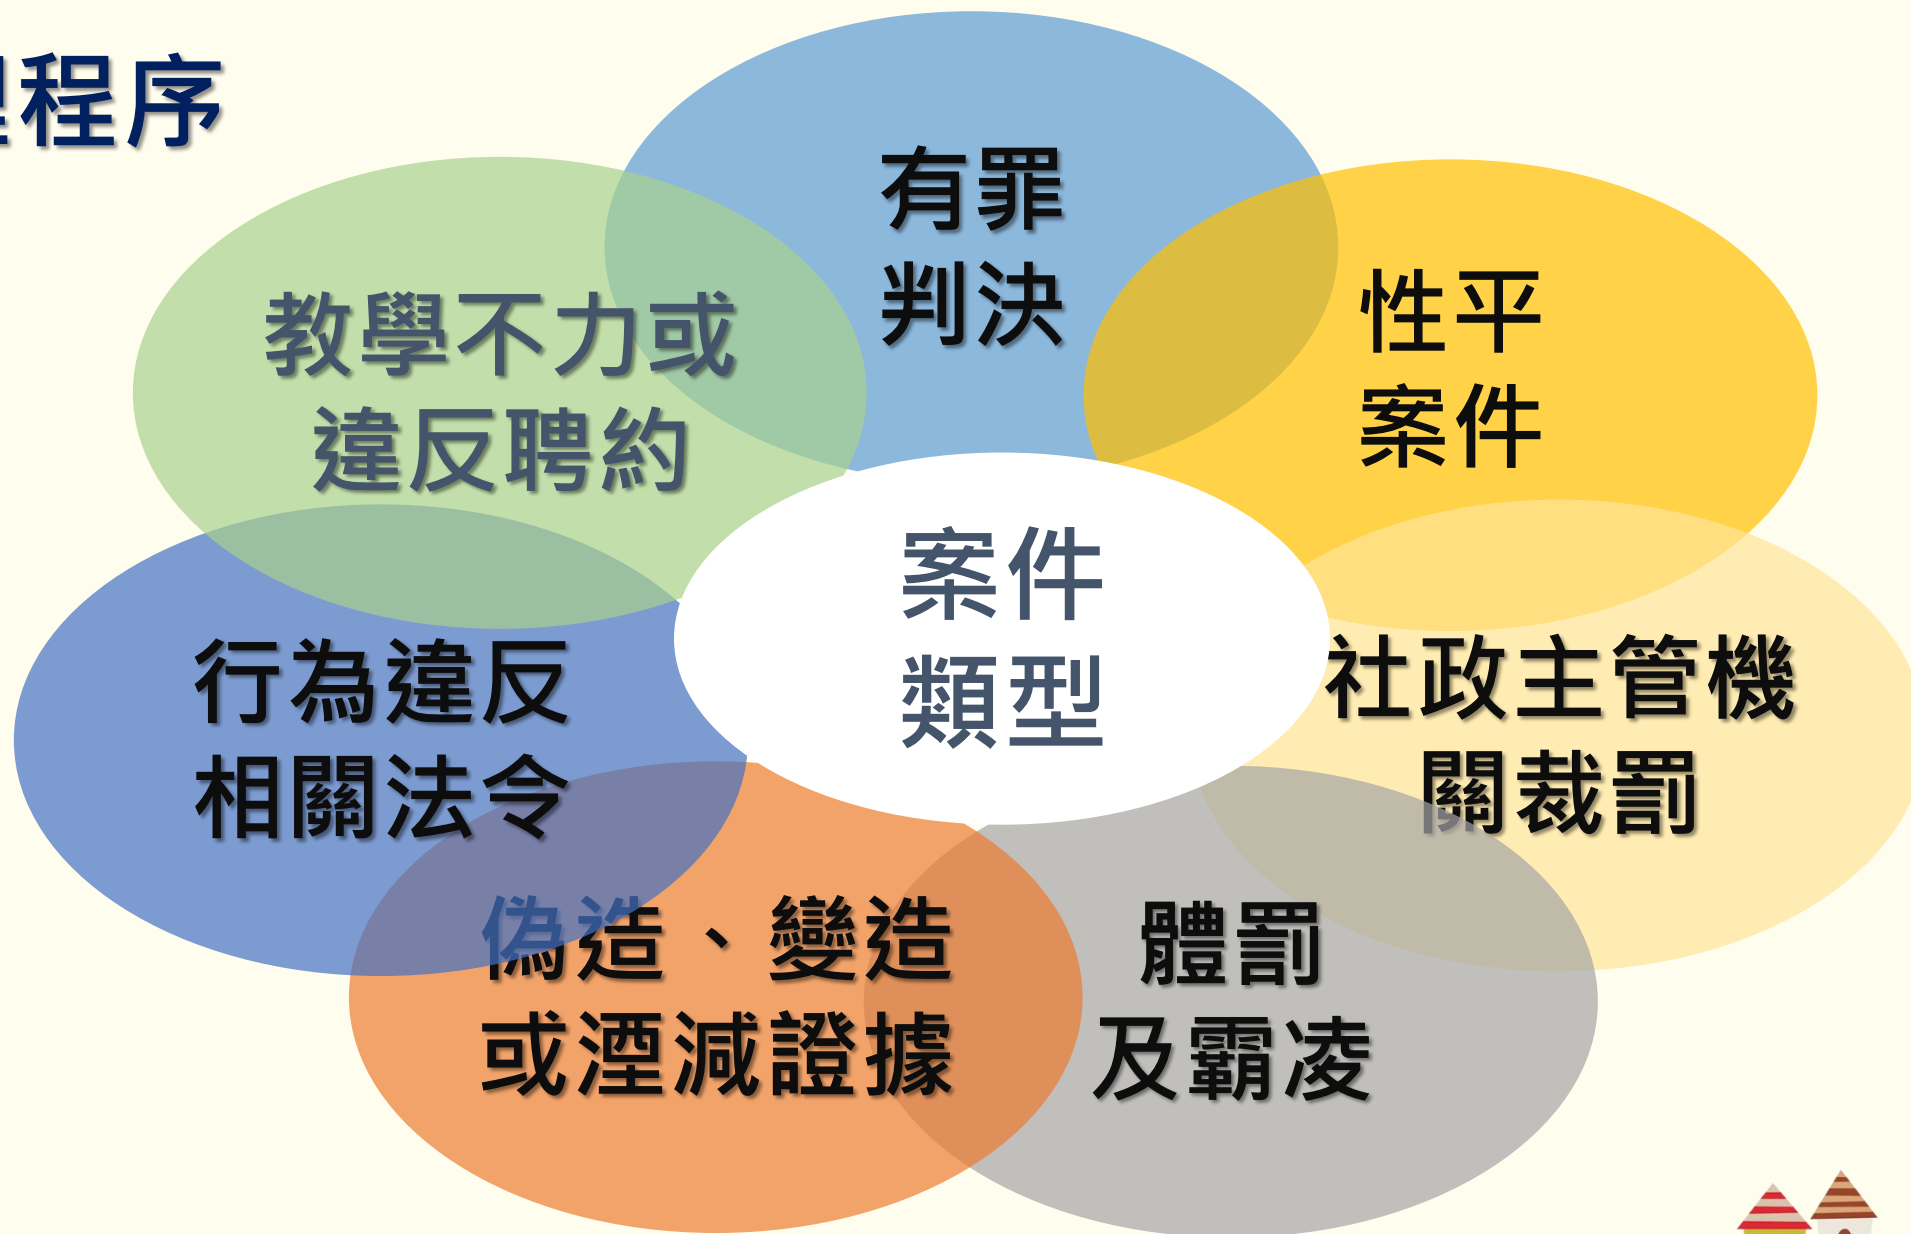 程序
有罪
判決
性平
案件
教學不力或
違反聘約
案件
類型
社政主管機
關裁罰
行為違反
相關法令
偽造、變造
或湮減證據
體罰
及霸凌